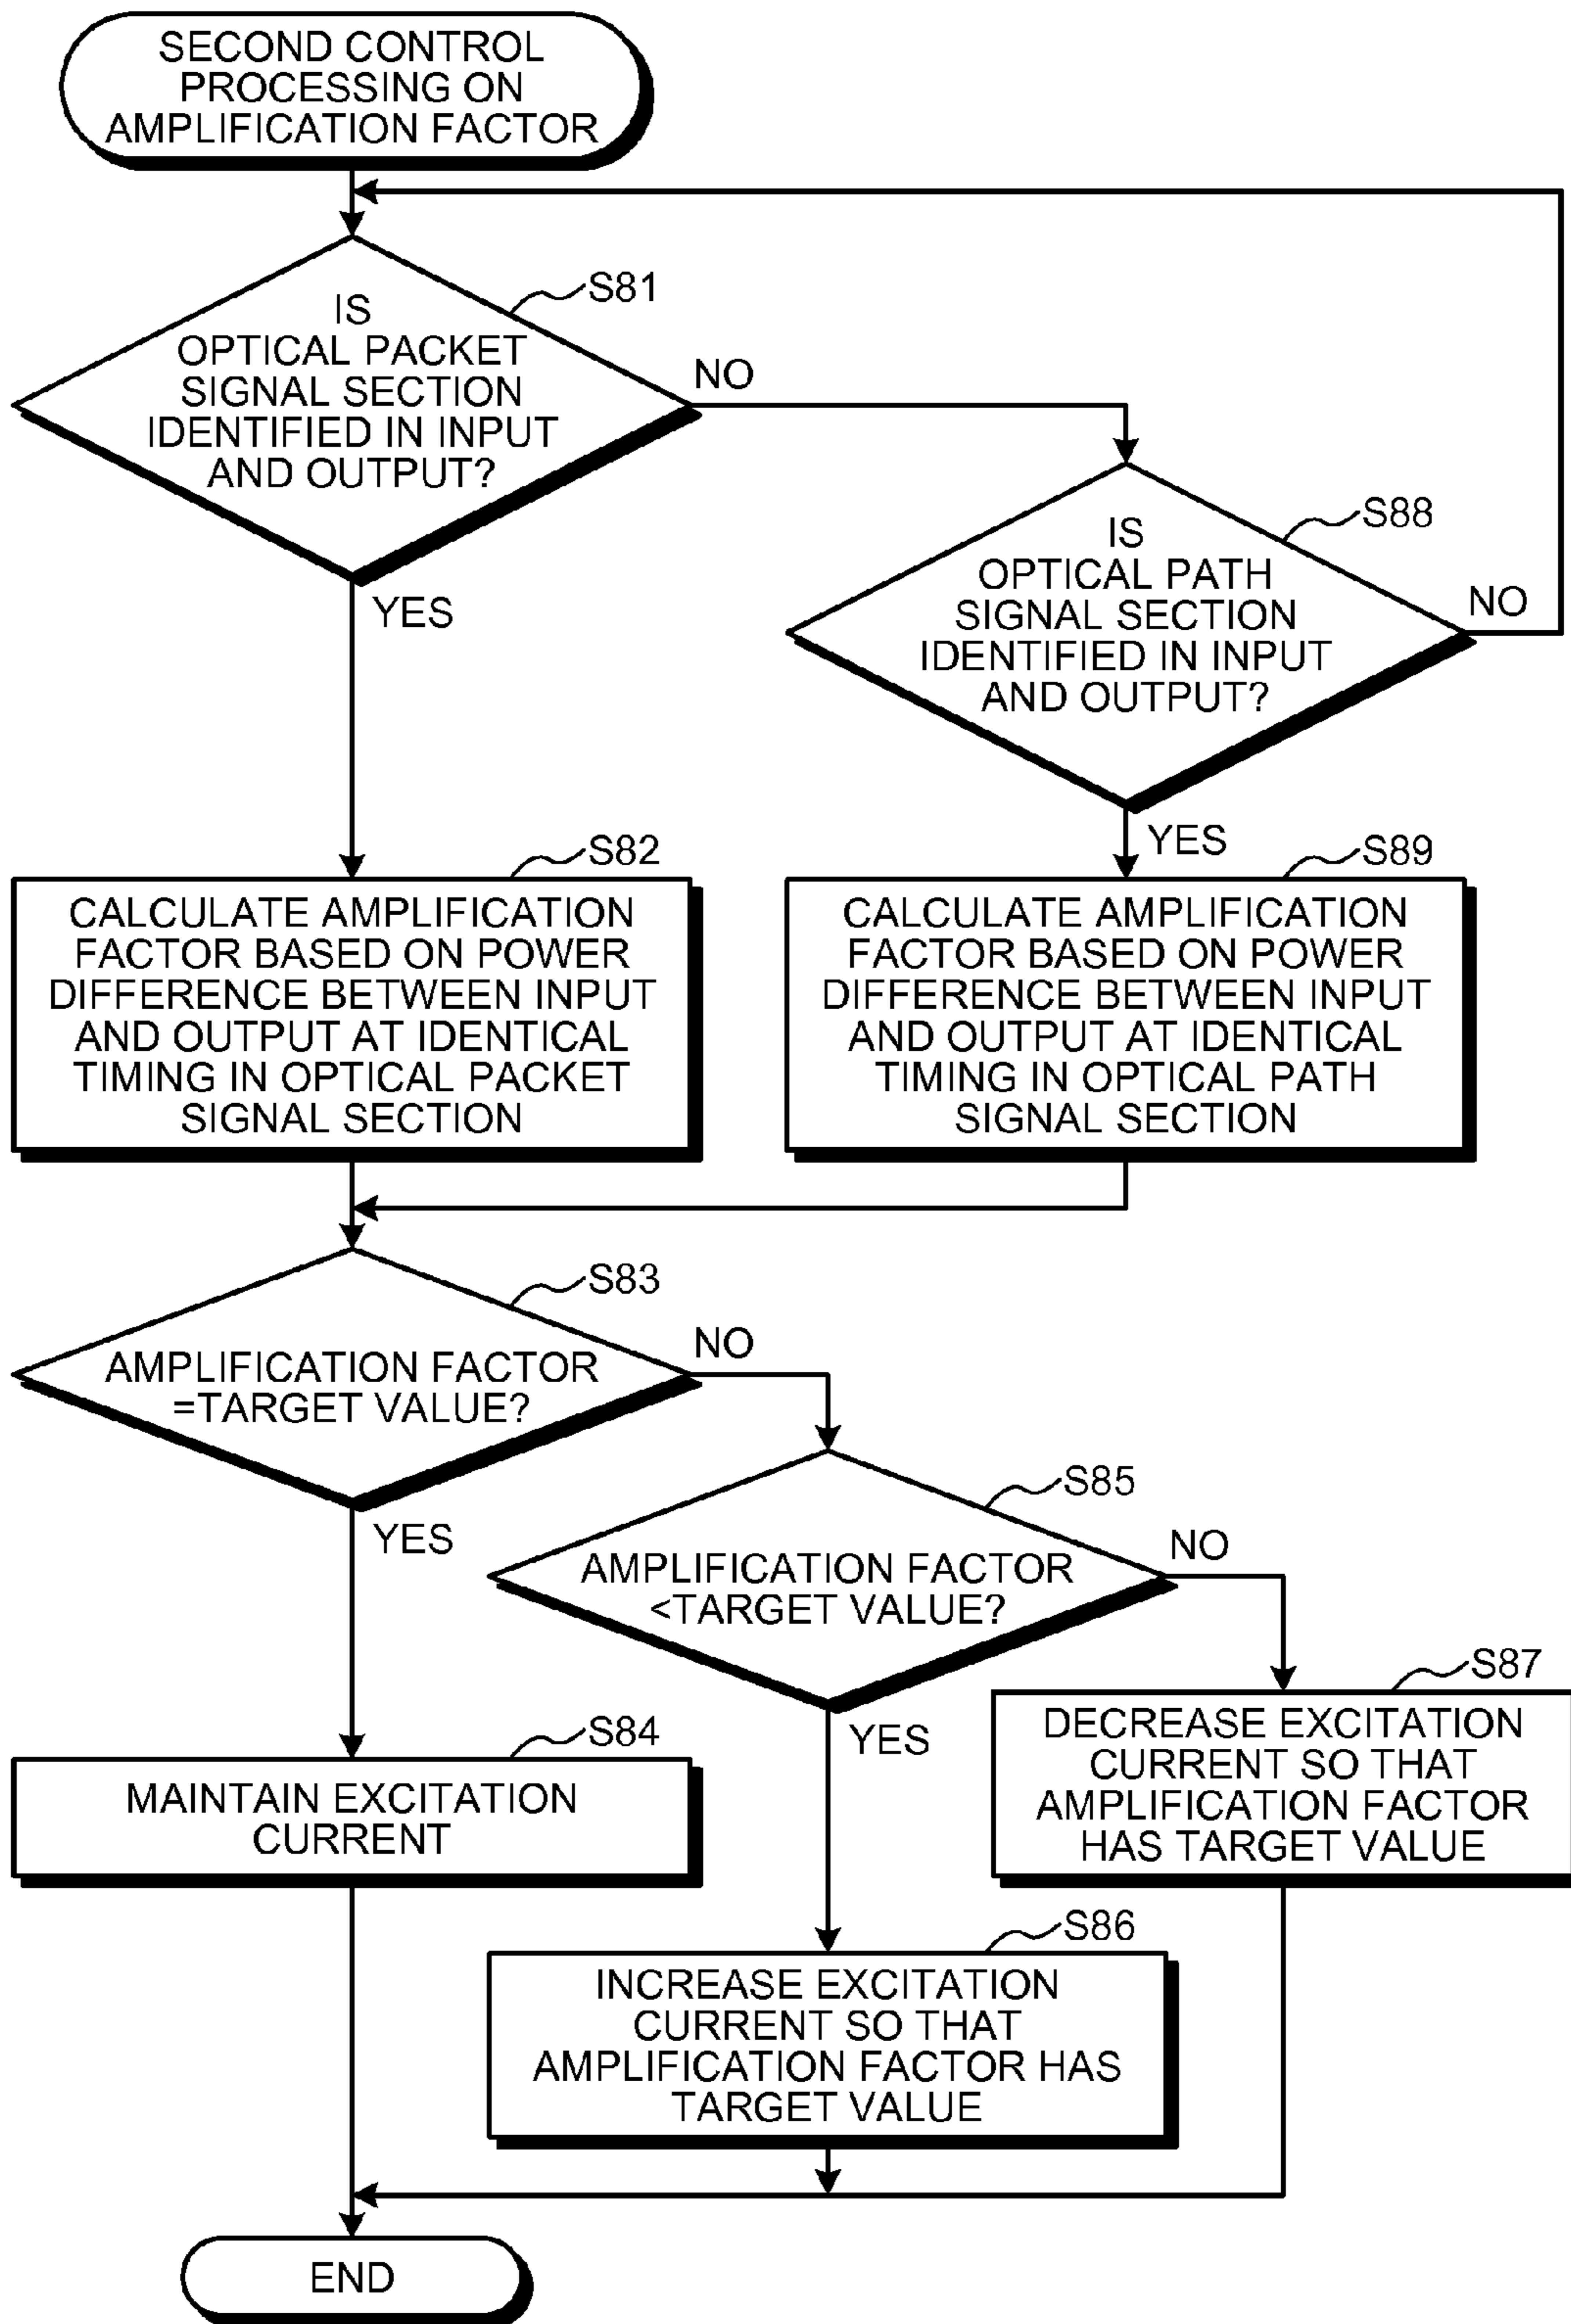 SECOND CONTROL
PROCESSING ON
AMPLIFICATION FACTOR
S81
IS
OPTICAL PACKET
SIGNAL SECTION
IDENTIFIED IN INPUT
AND OUTPUT?
NO
YES
S88
IS
OPTICAL PATH
SIGNAL SECTION
IDENTIFIED IN INPUT
AND OUTPUT?
NO
YES
S82
CALCULATE AMPLIFICATION
FACTOR BASED ON POWER
DIFFERENCE BETWEEN INPUT
AND OUTPUT AT IDENTICAL
TIMING IN OPTICAL PACKET
SIGNAL SECTION
S89
CALCULATE AMPLIFICATION
FACTOR BASED ON POWER
DIFFERENCE BETWEEN INPUT
AND OUTPUT AT IDENTICAL
TIMING IN OPTICAL PATH
SIGNAL SECTION
S83
AMPLIFICATION FACTOR
=TARGET VALUE?
NO
YES
S85
AMPLIFICATION FACTOR
<TARGET VALUE?
NO
YES
S84
MAINTAIN EXCITATION
CURRENT
S87
DECREASE EXCITATION
CURRENT SO THAT
AMPLIFICATION FACTOR
HAS TARGET VALUE
S86
INCREASE EXCITATION
CURRENT SO THAT
AMPLIFICATION FACTOR HAS
TARGET VALUE
END